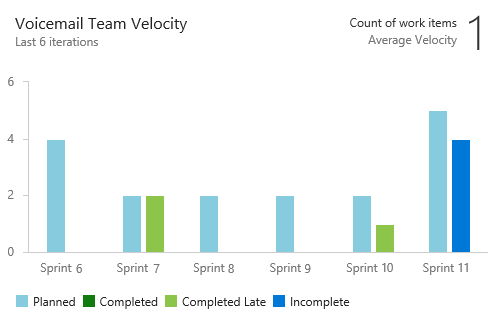 Voicemail Team Velocity
Last 6 iterations
Count of work items
Average Velocity
1
6
4
2
0
Sprint 6 Sprint 7 Sprint 8 Sprint 9 Sprint 10 Sprint 11
Planned Completed Completed Late Incomplete